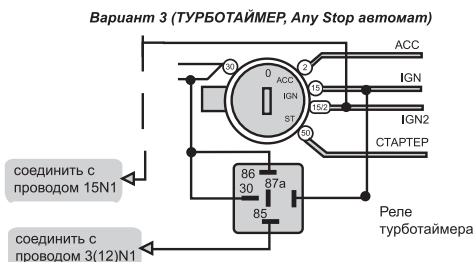 Вариант 3 (ТУРБОТАЙМЕР, Any Stop автомат)
ACC
30
0
ACC
2
IGN
IGN
15
15/2
ST
IGN2
50
СТАРТЕР
соединить с
проводом 15N1
86
30
87a
85
Реле
турботаймера
соединить с
проводом 3(12)N1